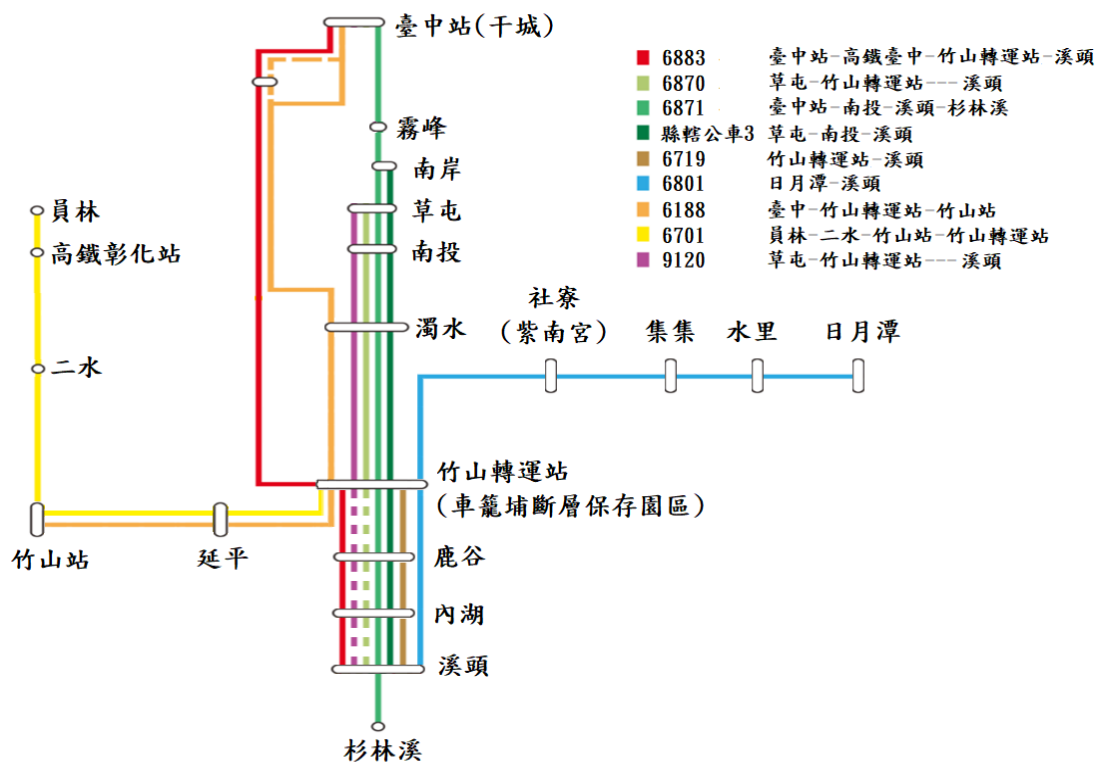 臺中站(干城)
6883 臺中站-高鐵臺中-竹山轉運站-溪頭
6870 草屯-竹山轉運站---溪頭
6871 臺中站-南投-溪頭-杉林溪
縣轄公車3 草屯-南投-溪頭
6719 竹山轉運站-溪頭
6801 日月潭-溪頭
6188 臺中-竹山轉運站-竹山站
6701 員林-二水-竹山站-竹山轉運站
9120 草屯-竹山轉運站---溪頭
霧峰
南岸
草屯
南投
濁水
員林
高鐵彰化站
二水
社寮
(紫南宮)
集集
水里
日月潭
竹山轉運站
(車籠埔斷層保存園區)
竹山站
延平
鹿谷
內湖
溪頭
杉林溪